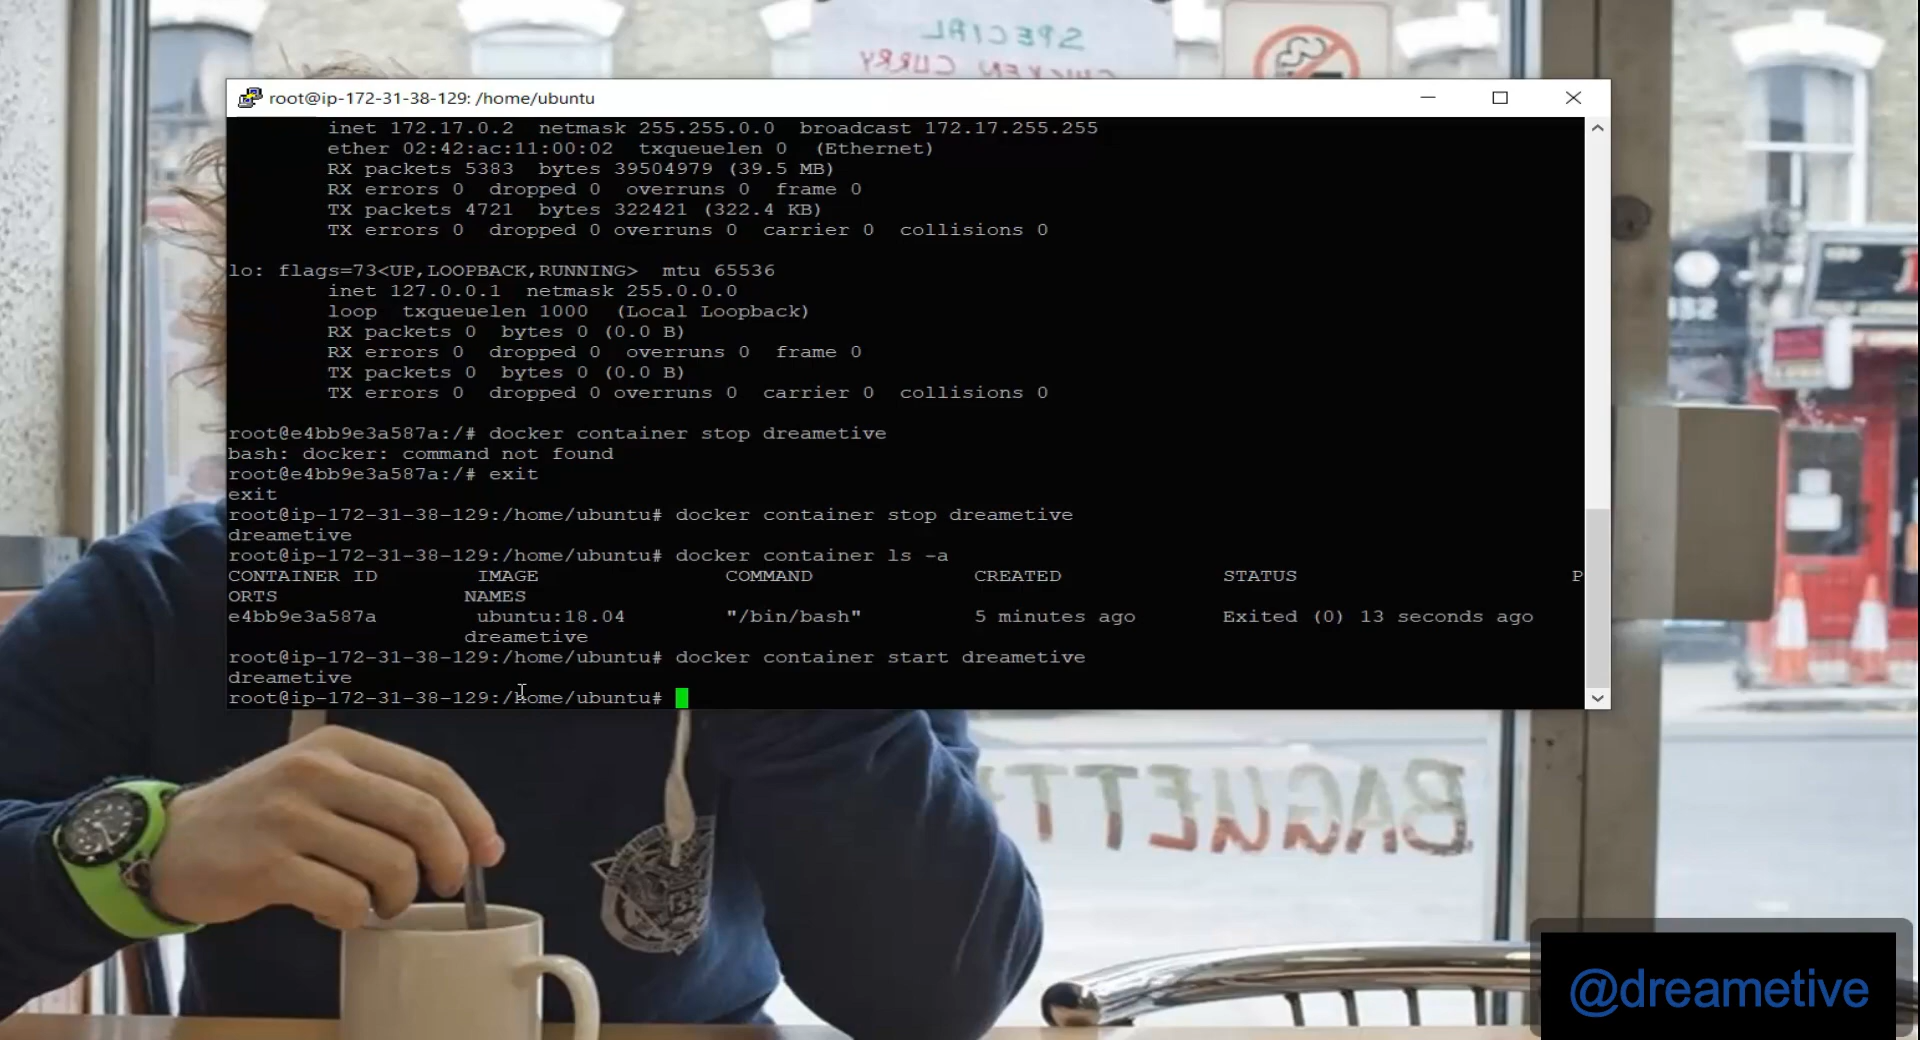 SPECIAL
CHICKEN CURRY
root@ip-172-31-38-129: /home/ubuntu
inet 172.17.0.2 netmask 255.255.0.0 broadcast 172.17.255.255
ether 02:42:ac:11:00:02 txqueuelen 0 (Ethernet)
RX packets 5383 bytes 39504979 (39.5 MB)
RX errors 0 dropped 0 overruns 0 frame 0
TX packets 4721 bytes 322421 (322.4 KB)
TX errors 0 dropped 0 overruns 0 carrier 0 collisions 0
lo: flags=73<UP,LOOPBACK,RUNNING> mtu 65536
inet 127.0.0.1 netmask 255.0.0.0
loop txqueuelen 1000 (Local Loopback)
RX packets 0 bytes 0 (0.0 B)
RX errors 0 dropped 0 overruns 0 frame 0
TX packets 0 bytes 0 (0.0 B)
TX errors 0 dropped 0 overruns 0 carrier 0 collisions 0
root@e4bb9e3a587a:/# docker container stop dreametive
bash: docker: command not found
root@e4bb9e3a587a:/# exit
exit
root@ip-172-31-38-129:/home/ubuntu# docker container stop dreametive
dreametive
root@ip-172-31-38-129:/home/ubuntu# docker container ls -a
CONTAINER ID IMAGE COMMAND CREATED STATUS P
ORTS NAMES
e4bb9e3a587a ubuntu:18.04 "/bin/bash" 5 minutes ago Exited (0) 13 seconds ago
dreametive
root@ip-172-31-38-129:/home/ubuntu# docker container start dreametive
dreametive
root@ip-172-31-38-129:/home/ubuntu#
BAGUETT
@dreametive